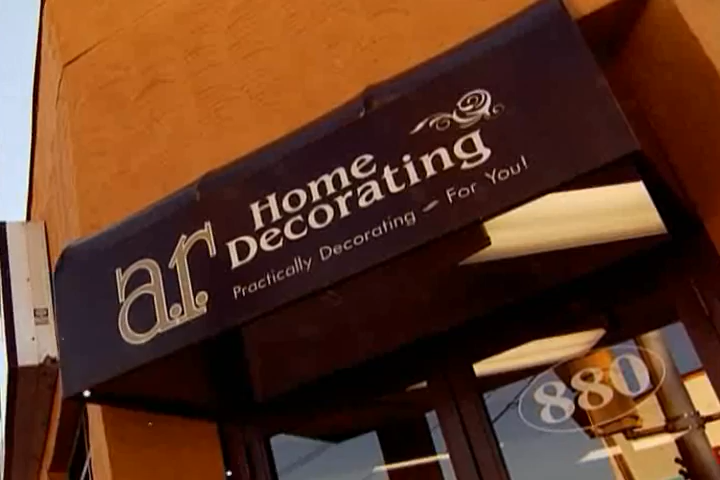 a.r.
Home
Decorating
Practically Decorating - For You!
880